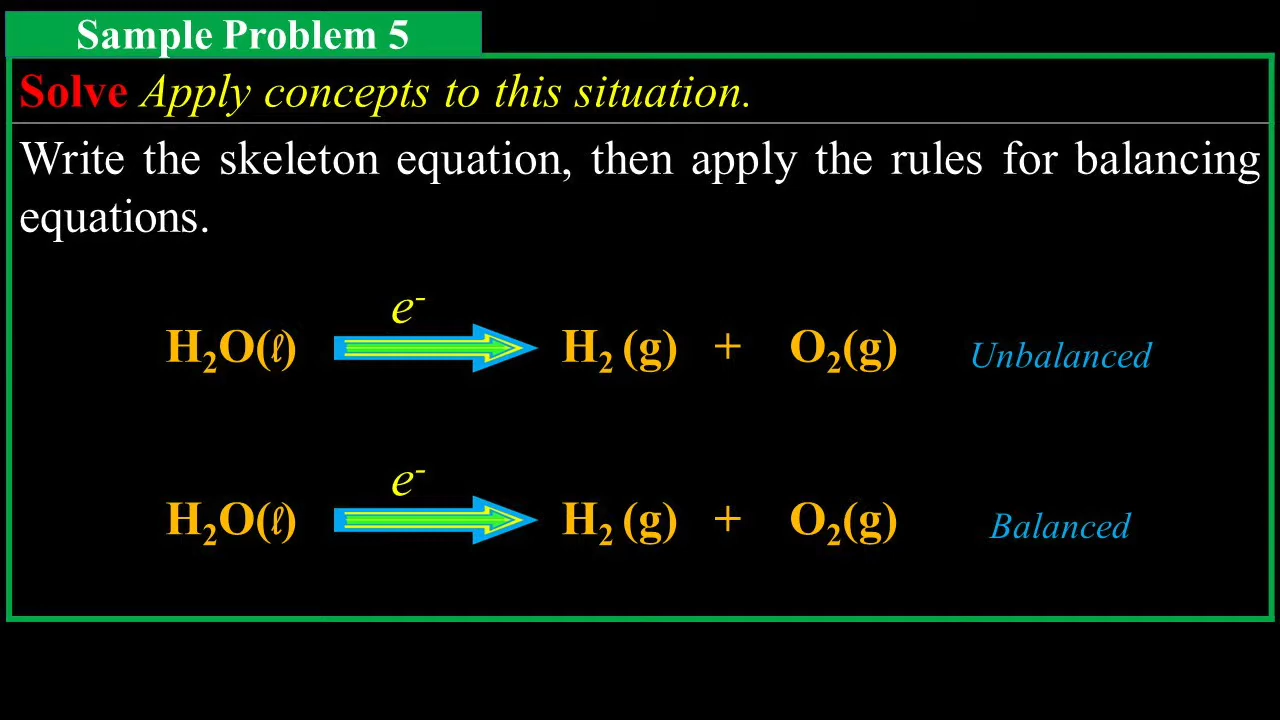 Sample Problem 5
Solve Apply concepts to this situation.
Write the skeleton equation, then apply the rules for balancing
equations.
e⁻
H₂O(ℓ) H₂ (g) + O₂(g) Unbalanced
e⁻
H₂O(ℓ) H₂ (g) + O₂(g) Balanced